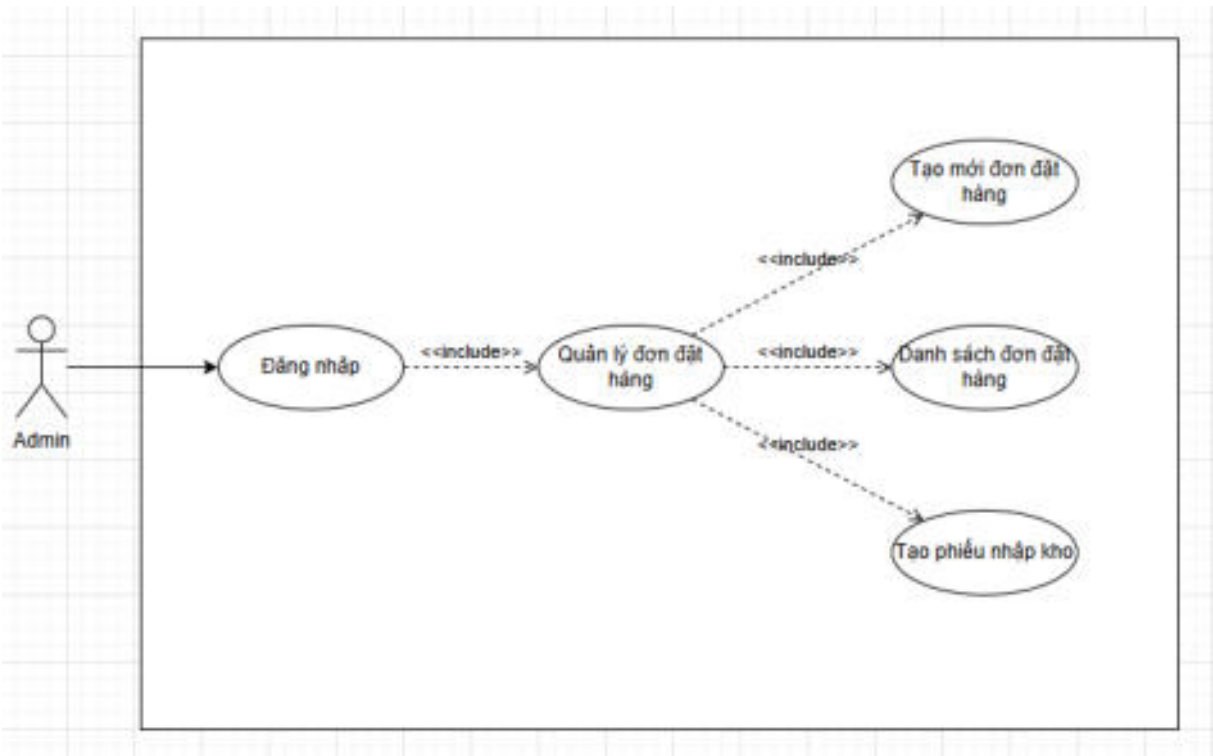 Tạo mới đơn đặt
hàng
<<include>>
Đăng nhập
<<include>>
Quản lý đơn đặt
hàng
<<include>>
Danh sách đơn đặt
hàng
Admin
<<include>>
Tạo phiếu nhập kho